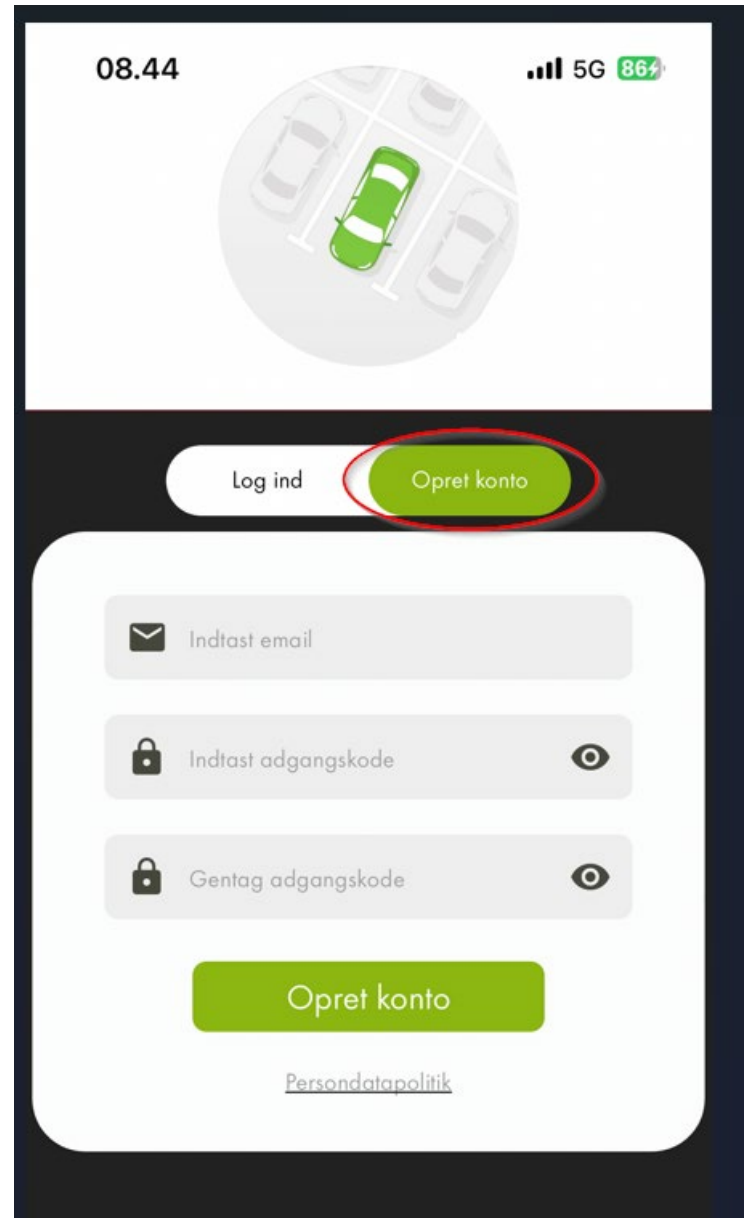 08.44 5G 86
Log ind Opret konto
Indtast email
Indtast adgangskode
Gentag adgangskode
Opret konto
Persondatapolitik